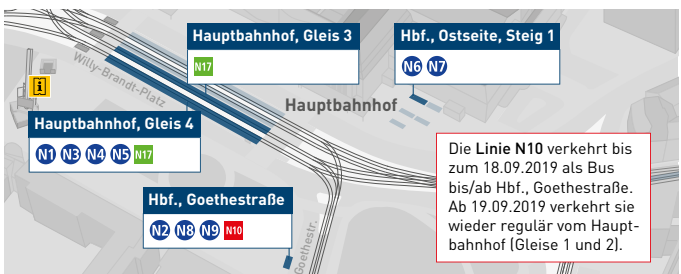 Hauptbahnhof, Gleis 3
N17
Hbf., Ostseite, Steig 1
N6 N7
Willy-Brandt-Platz
i
Hauptbahnhof
Hauptbahnhof, Gleis 4
N1 N3 N4 N5 N17
Hbf., Goethestraße
N2 N8 N9 N10
Goethestr.
Die Linie N10 verkehrt bis
zum 18.09.2019 als Bus
bis/ab Hbf., Goethestraße.
Ab 19.09.2019 verkehrt sie
wieder regulär vom Haupt-
bahnhof (Gleise 1 und 2).